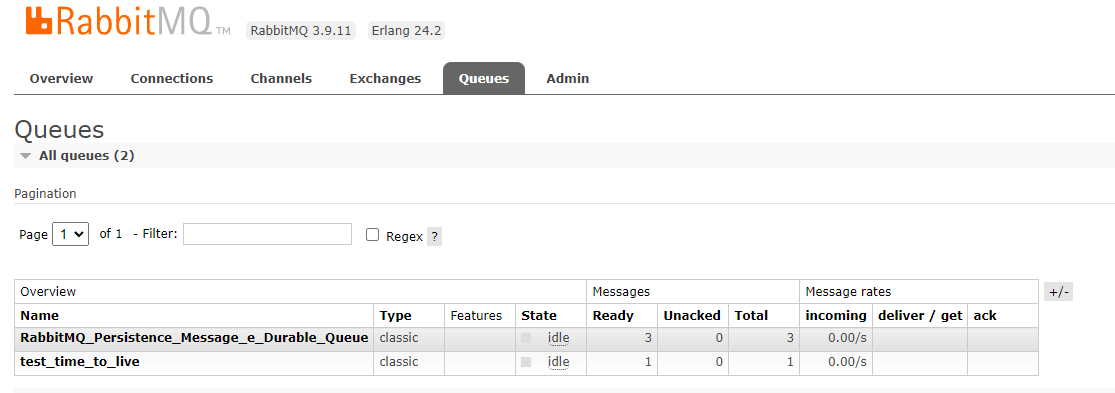 RabbitMQ TM RabbitMQ 3.9.11 Erlang 24.2
Overview Connections Channels Exchanges Queues Admin
Queues
All queues (2)
Pagination
Page 1 of 1 - Filter: Regex ?
Overview Messages Message rates +/-
Name Type Features State Ready Unacked Total incoming deliver / get ack
RabbitMQ_Persistence_Message_e_Durable_Queue classic idle 3 0 3 0.00/s
test_time_to_live classic idle 1 0 1 0.00/s